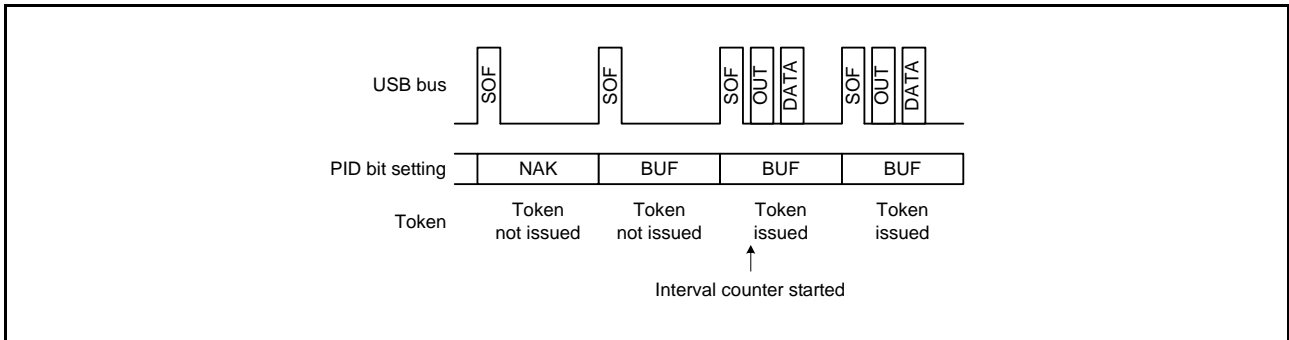 USB bus
SOF
SOF
SOF
OUT
DATA
SOF
OUT
DATA
PID bit setting
NAK
BUF
BUF
BUF
Token
Token
not issued
Token
not issued
Token
issued
Token
issued
Interval counter started